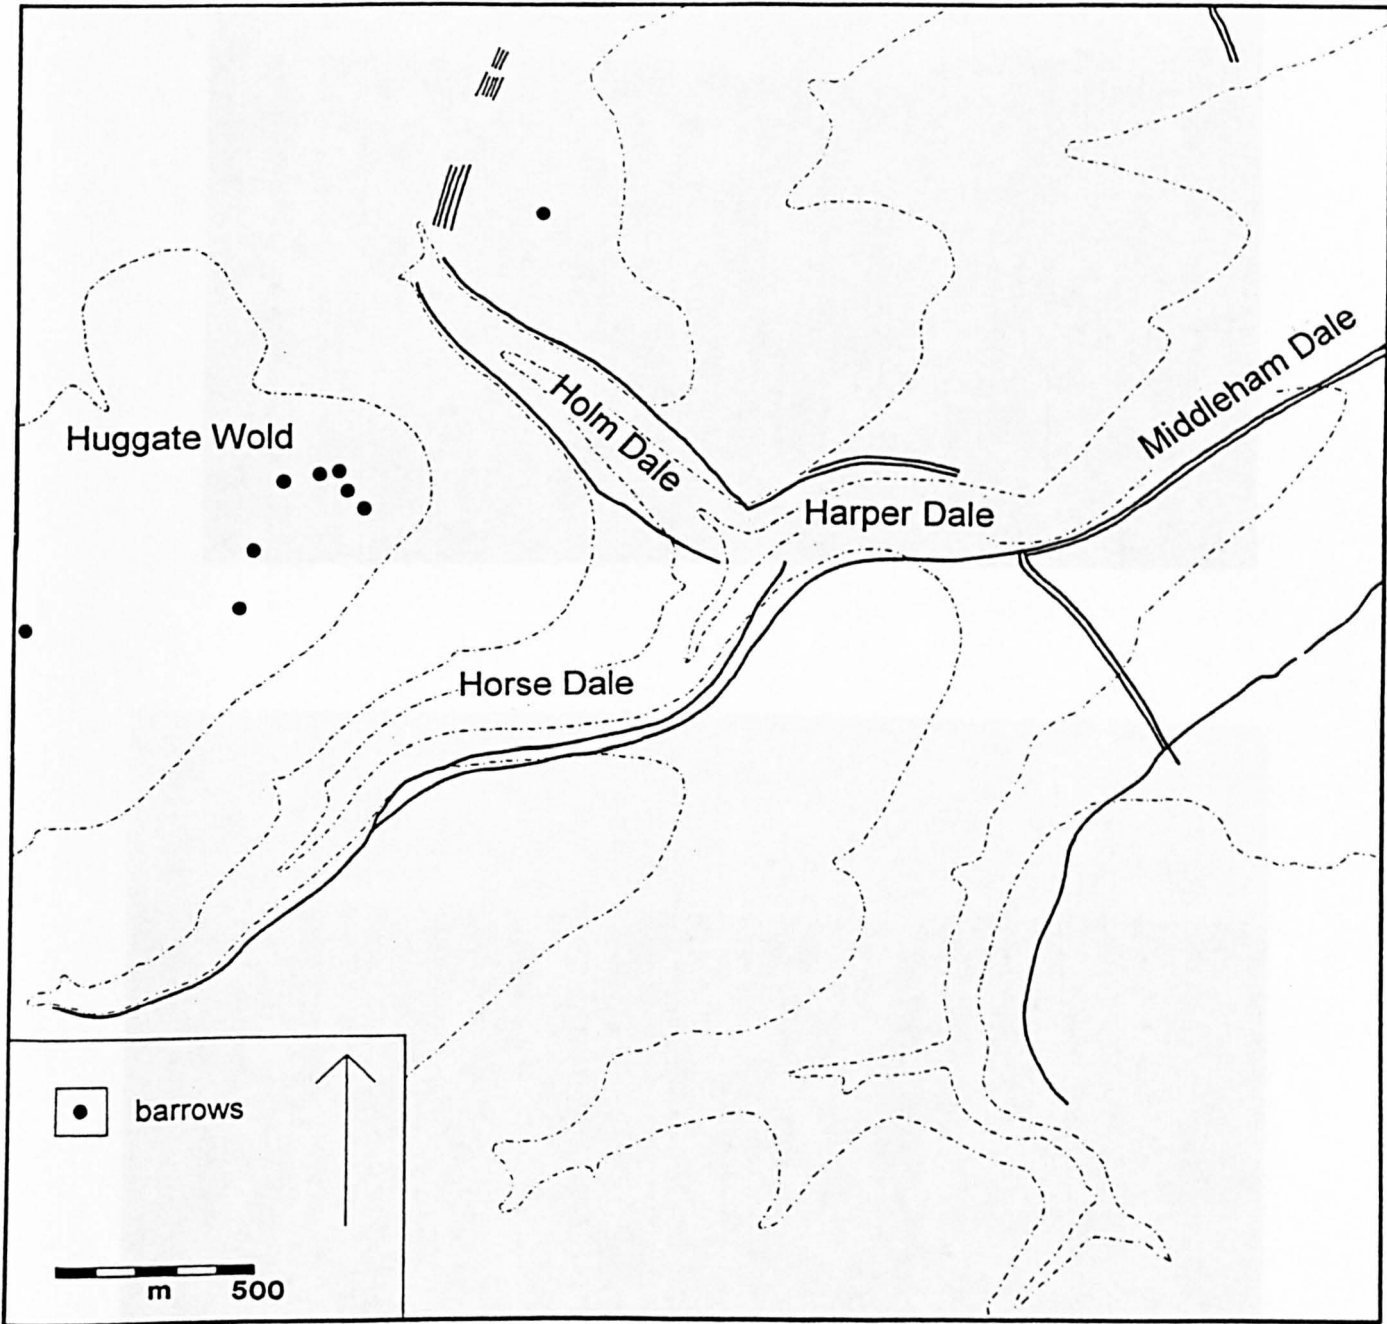 Middleham Dale
Holm Dale
Huggate Wold
Harper Dale
Horse Dale
barrows
m 500